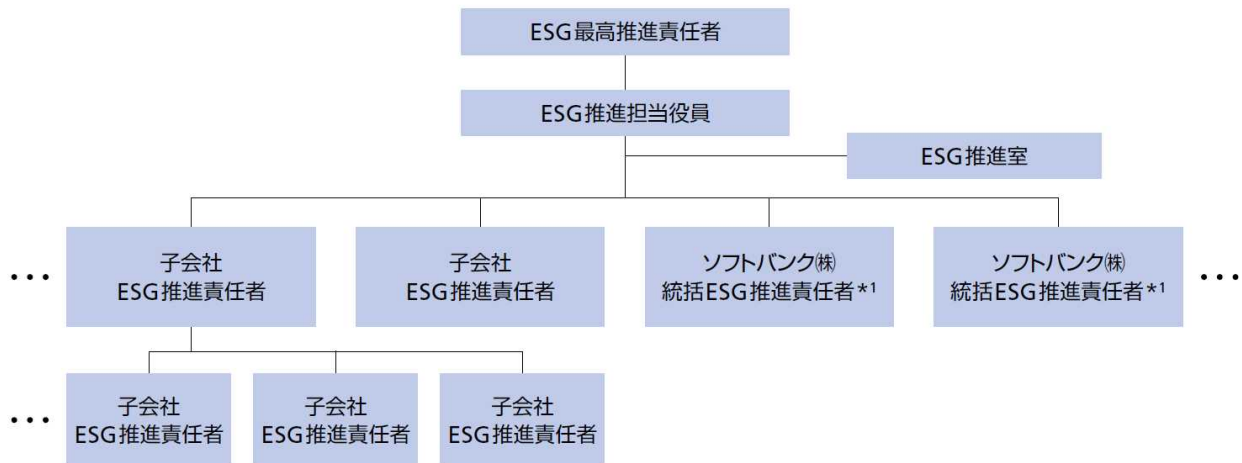 ESG最高推進責任者
ESG推進担当役員
ESG推進室
子会社
ESG推進責任者
子会社
ESG推進責任者
ソフトバンク㈱
統括ESG推進責任者*1
ソフトバンク㈱
統括ESG推進責任者*1
子会社
ESG推進責任者
子会社
ESG推進責任者
子会社
ESG推進責任者